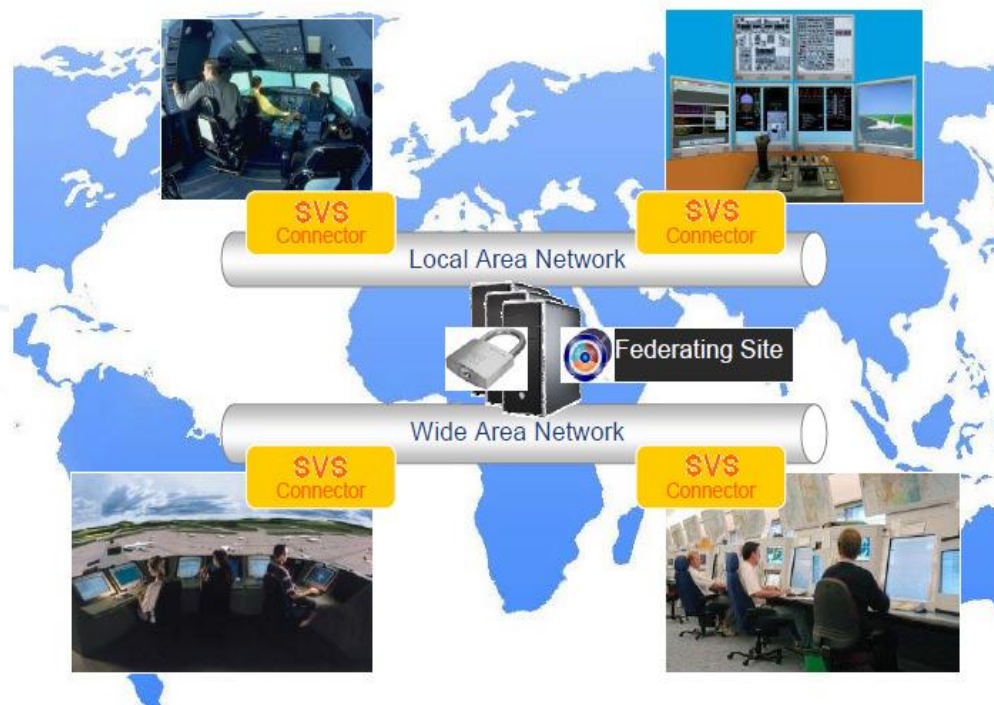 SVS
Connector
SVS
Connector
Local Area Network
Federating Site
Wide Area Network
SVS
Connector
SVS
Connector